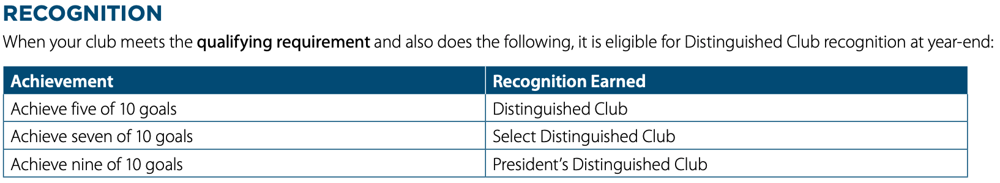 RECOGNITION
When your club meets the qualifying requirement and also does the following, it is eligible for Distinguished Club recognition at year-end:
Achievement Recognition Earned
Achieve five of 10 goals Distinguished Club
Achieve seven of 10 goals Select Distinguished Club
Achieve nine of 10 goals President’s Distinguished Club